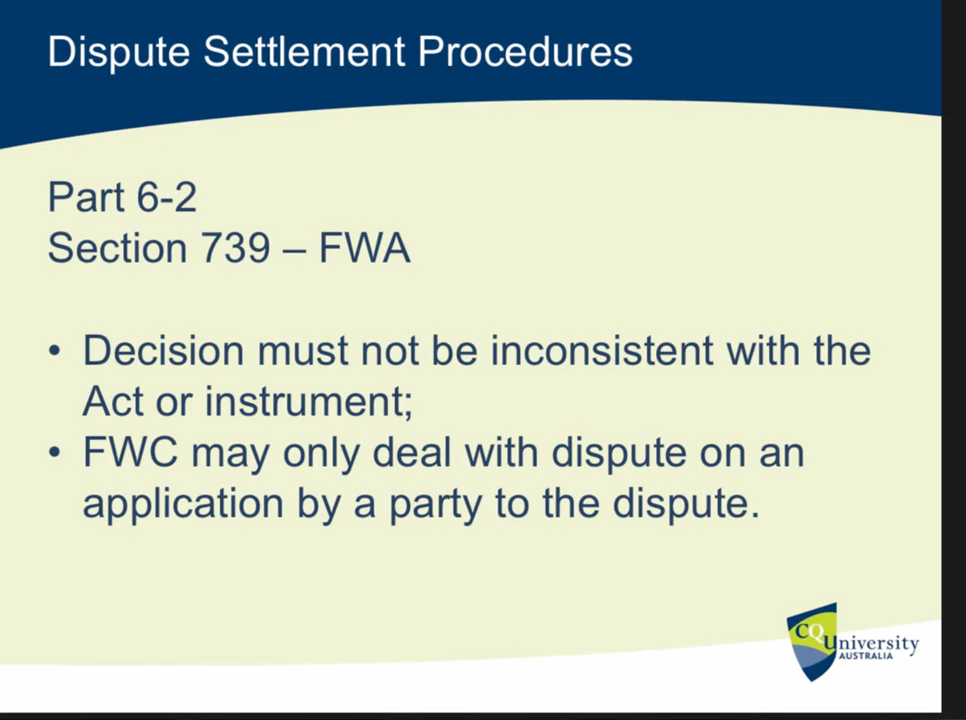 Dispute Settlement Procedures
Part 6-2
Section 739 – FWA
• Decision must not be inconsistent with the
Act or instrument;
• FWC may only deal with dispute on an
application by a party to the dispute.
CQUniversity
AUSTRALIA